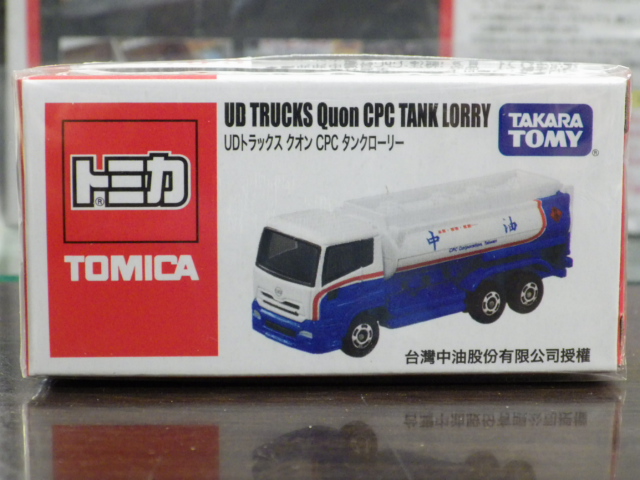 UD TRUCKS Quon CPC TANK LORRY
UDトラックス クオン CPC タンクローリー
TAKARA
TOMY
®
トミカ
®
TOMICA
中油
CPC Corporation, Taiwan
台灣中油股份有限公司授權